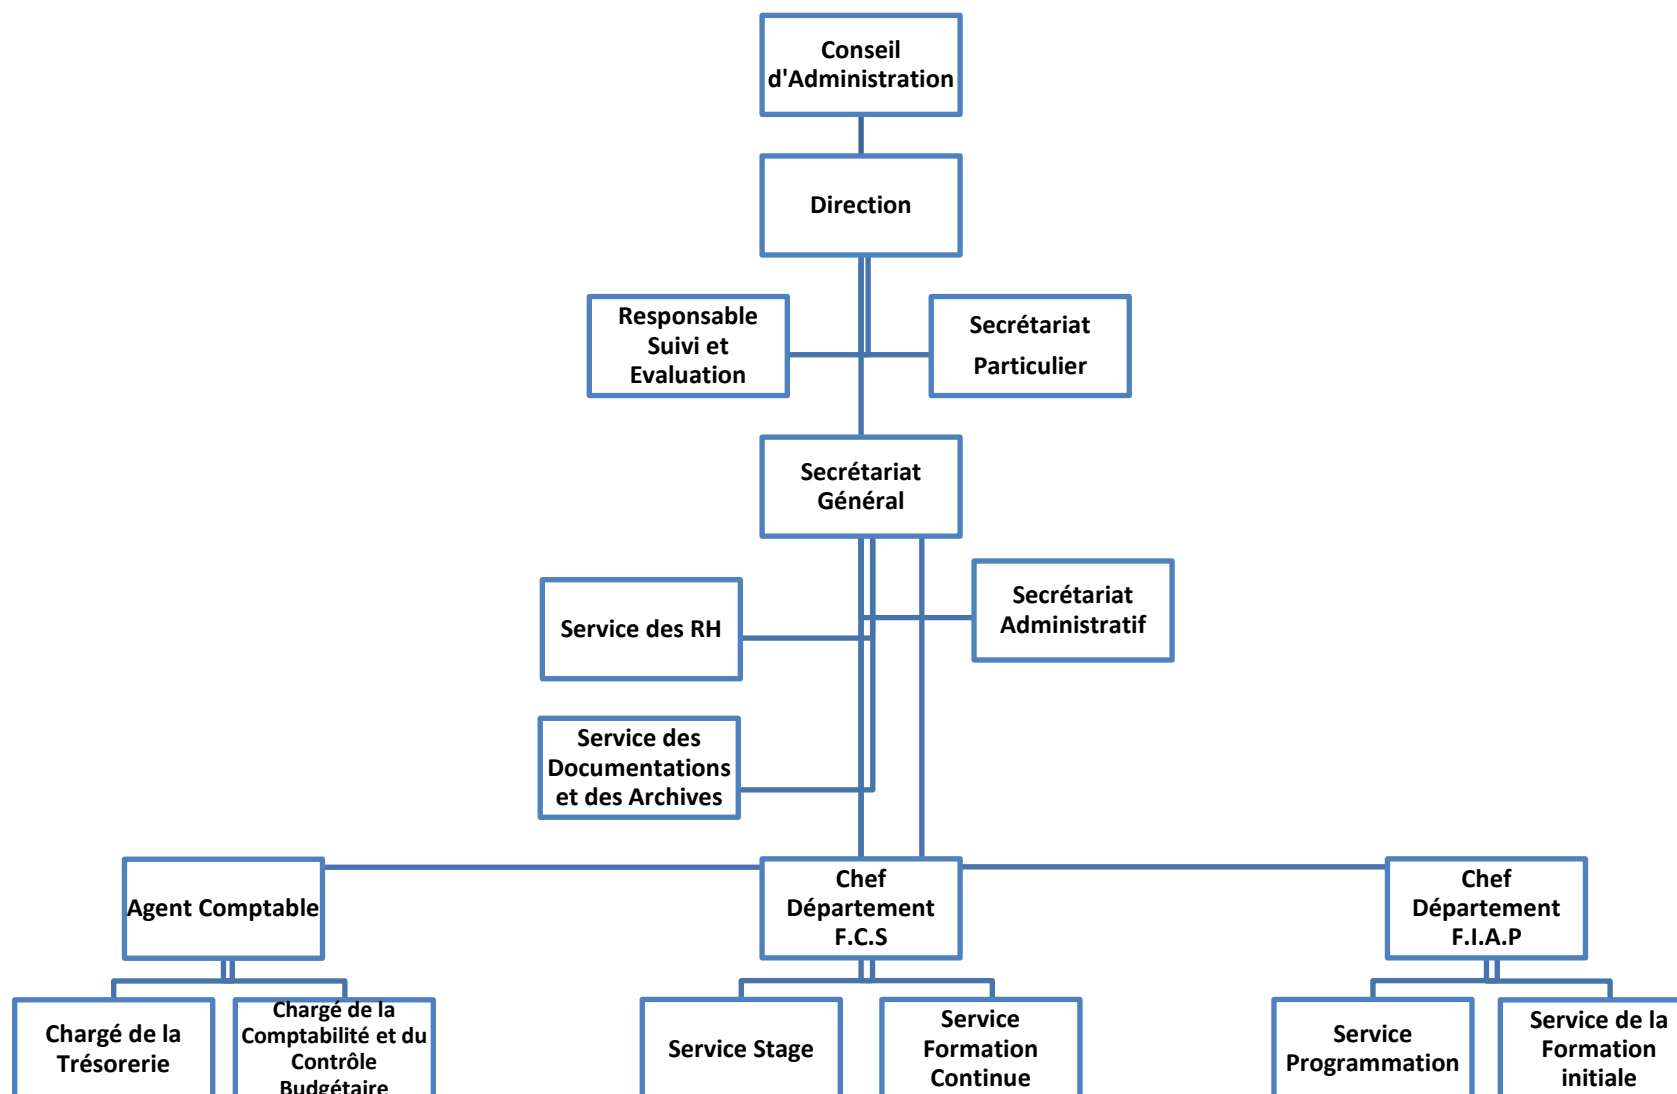 Conseil
d'Administration
Direction
Responsable
Suivi et
Evaluation
Secrétariat
Particulier
Secrétariat
Général
Service des RH
Secrétariat
Administratif
Service des
Documentations
et des Archives
Agent Comptable
Chef
Département
F.C.S
Chef
Département
F.I.A.P
Chargé de la
Trésorerie
Chargé de la
Comptabilité et du
Contrôle
Budgétaire
Service Stage
Service
Formation
Continue
Service
Programmation
Service de la
Formation
initiale